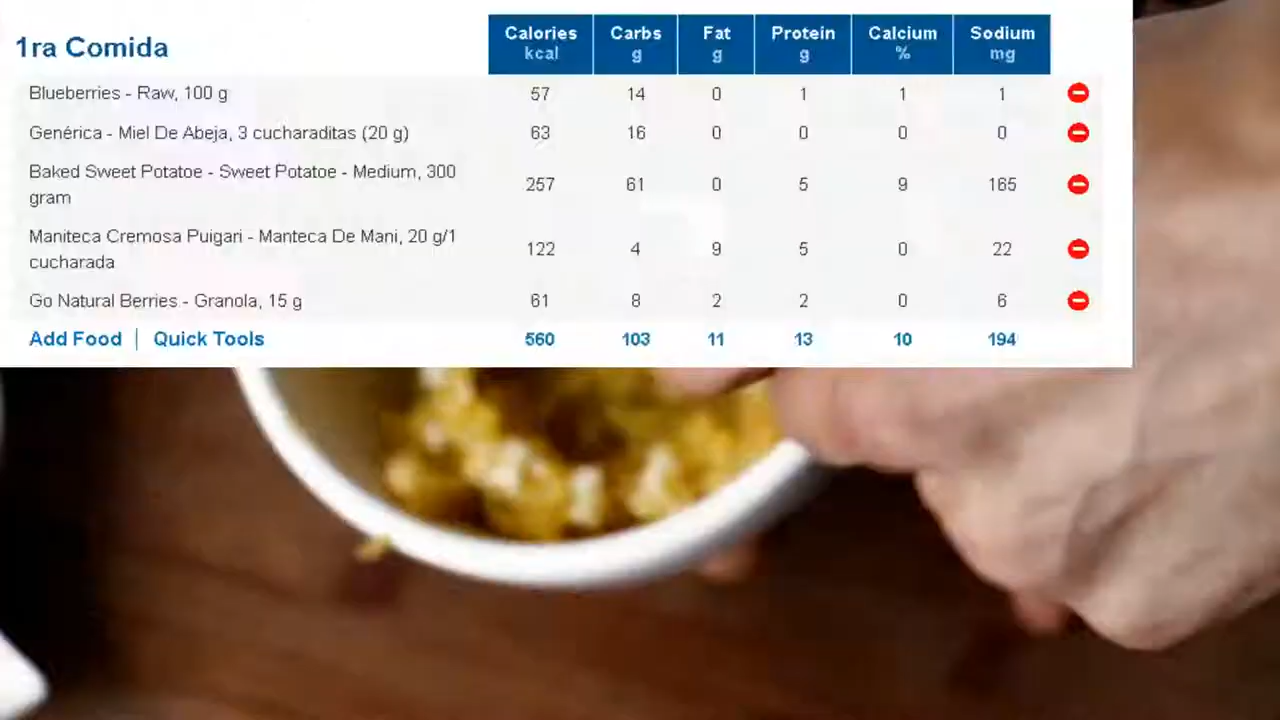 1ra Comida
Calories Carbs Fat Protein Calcium Sodium
kcal g g g % mg
Blueberries - Raw, 100 g 57 14 0 1 1 1
Genérica - Miel De Abeja, 3 cucharaditas (20 g) 63 16 0 0 0 0
Baked Sweet Potatoe - Sweet Potatoe - Medium, 300
gram 257 61 0 5 9 165
Maniteca Cremosa Puigari - Manteca De Mani, 20 g/1
cucharada 122 4 9 5 0 22
Go Natural Berries - Granola, 15 g 61 8 2 2 0 6
Add Food | Quick Tools 560 103 11 13 10 194